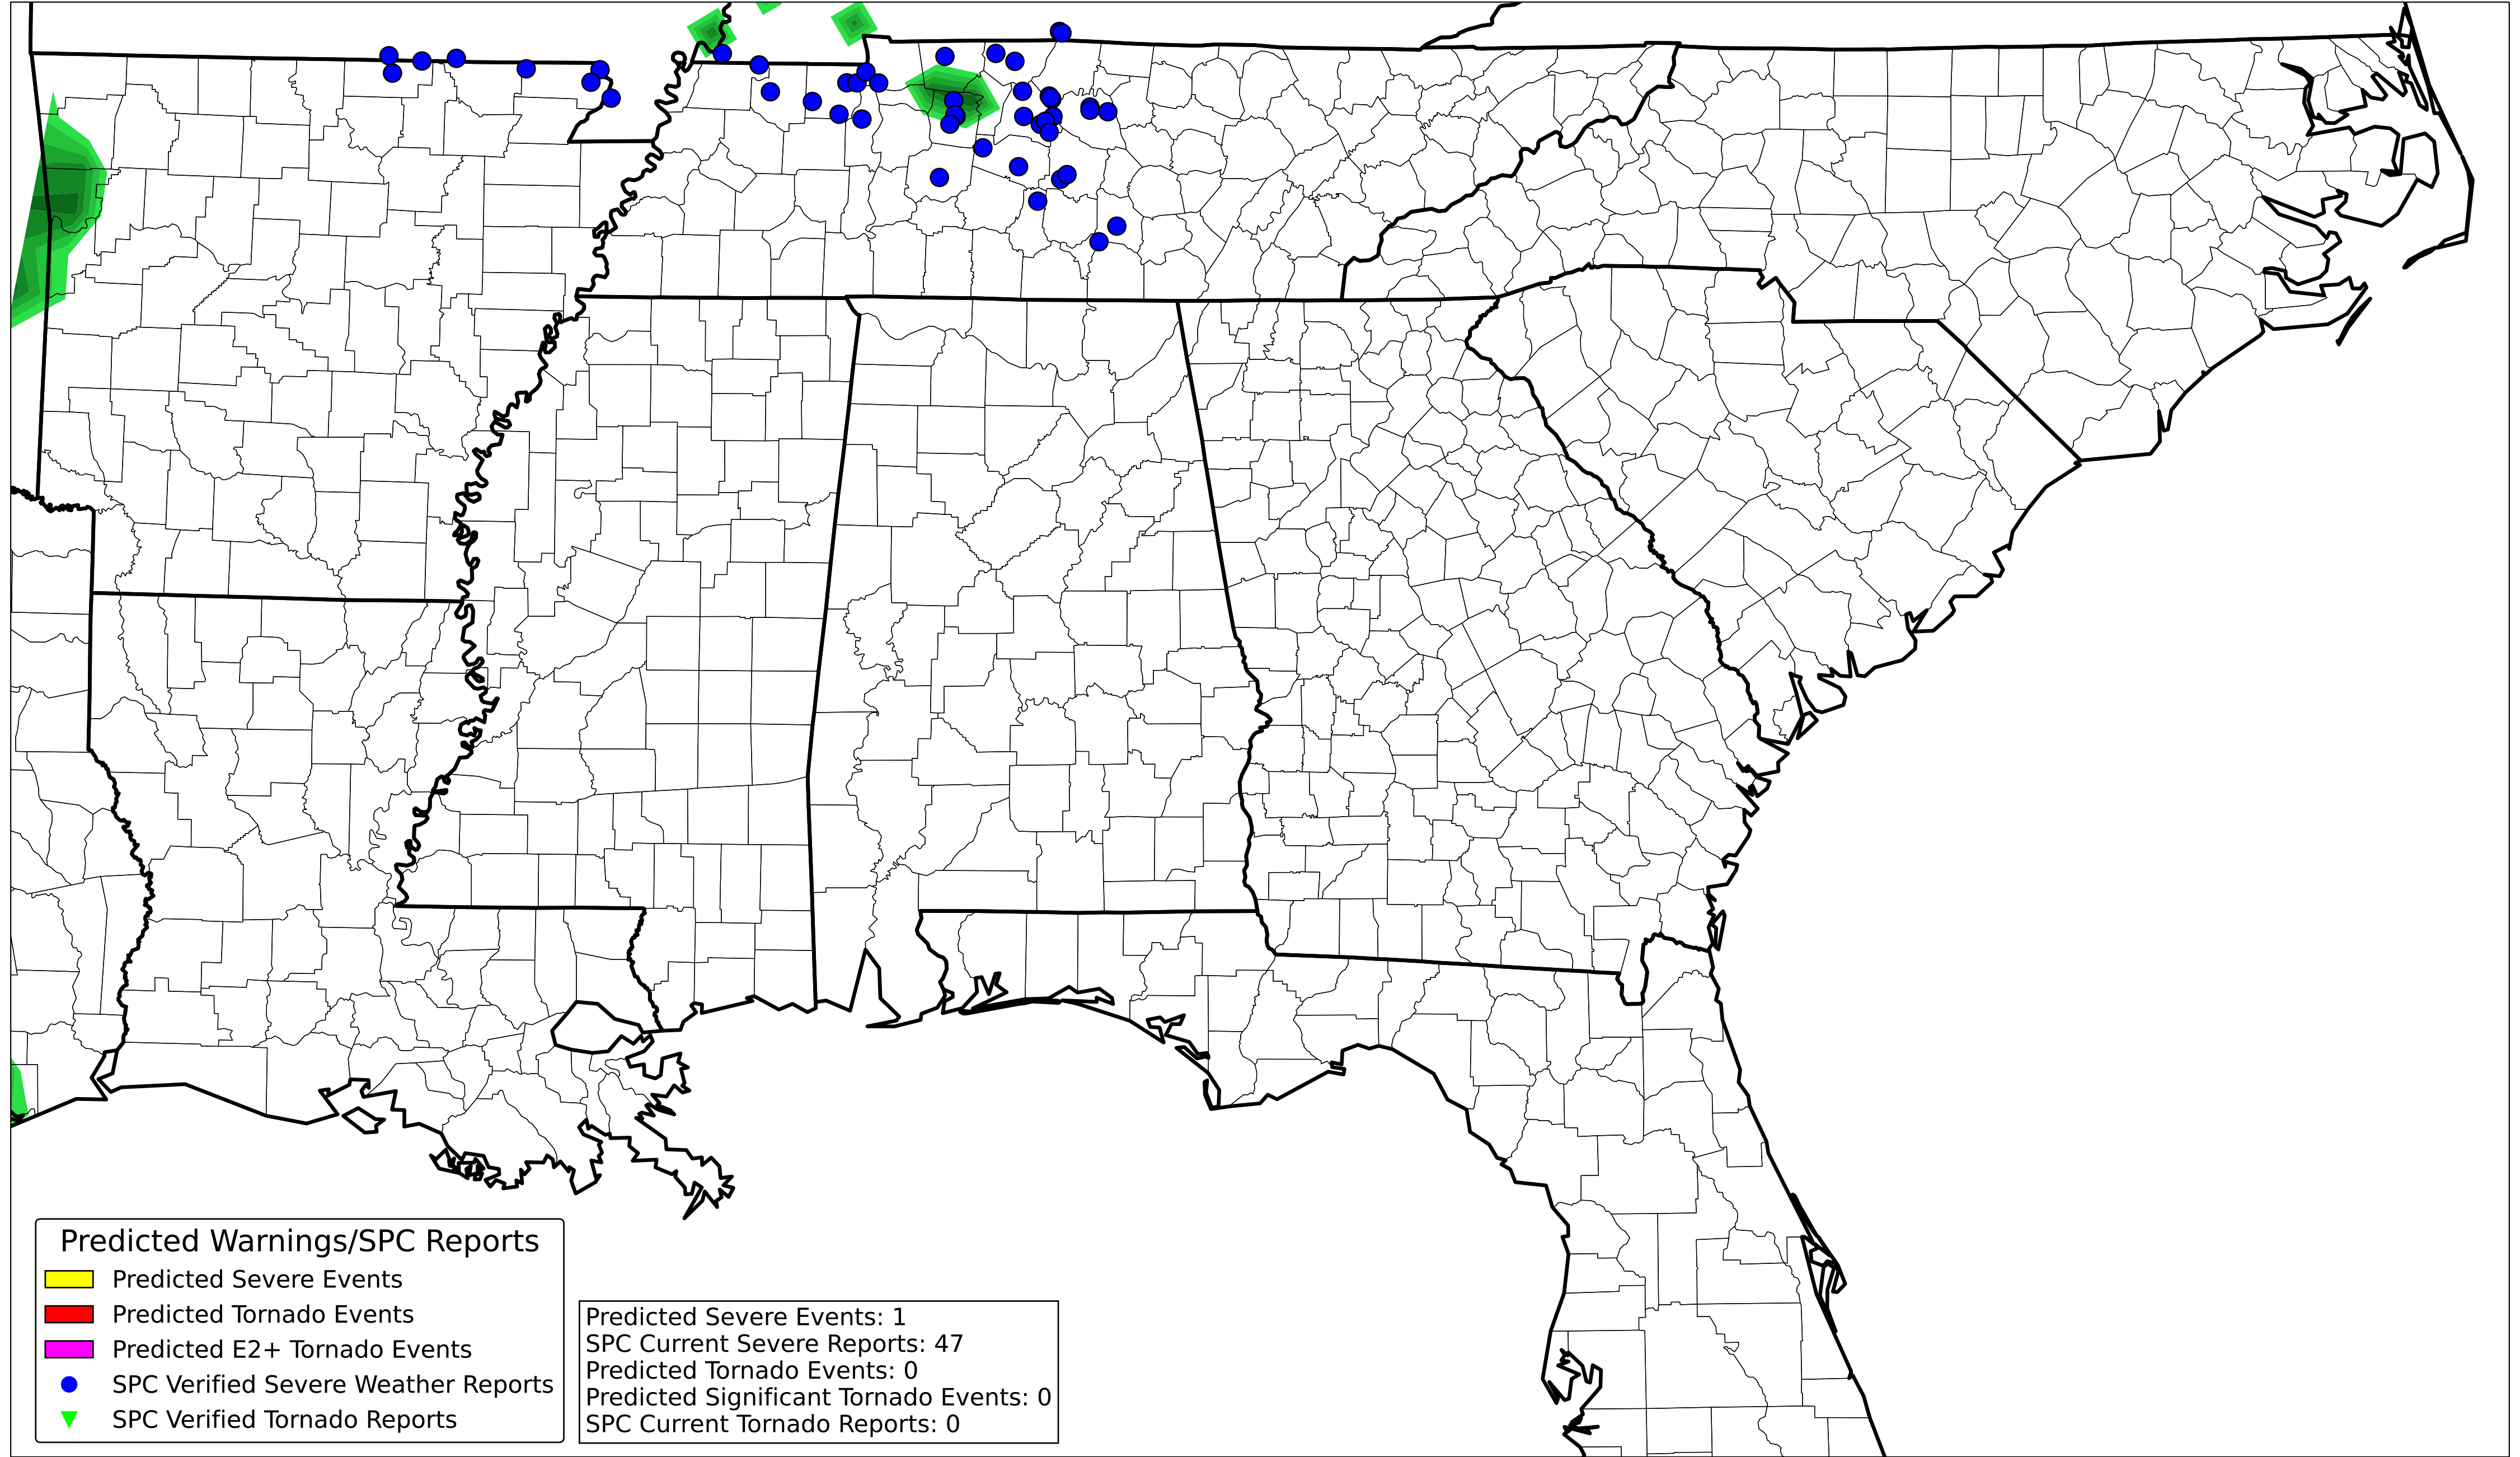 Predicted Warnings/SPC Reports
Predicted Severe Events
Predicted Tornado Events
Predicted E2+ Tornado Events
SPC Verified Severe Weather Reports
SPC Verified Tornado Reports
Predicted Severe Events: 1
SPC Current Severe Reports: 47
Predicted Tornado Events: 0
Predicted Significant Tornado Events: 0
SPC Current Tornado Reports: 0